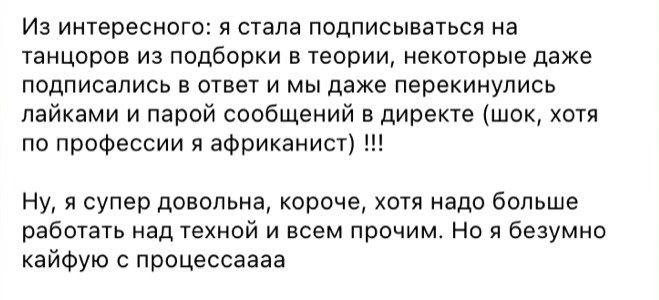 Из интересного: я стала подписываться на
танцоров из подборки в теории, некоторые даже
подписались в ответ и мы даже перекинулись
лайками и парой сообщений в директе (шок, хотя
по профессии я африканист) !!!
Ну, я супер довольна, короче, хотя надо больше
работать над техной и всем прочим. Но я безумно
кайфую с процессаааа